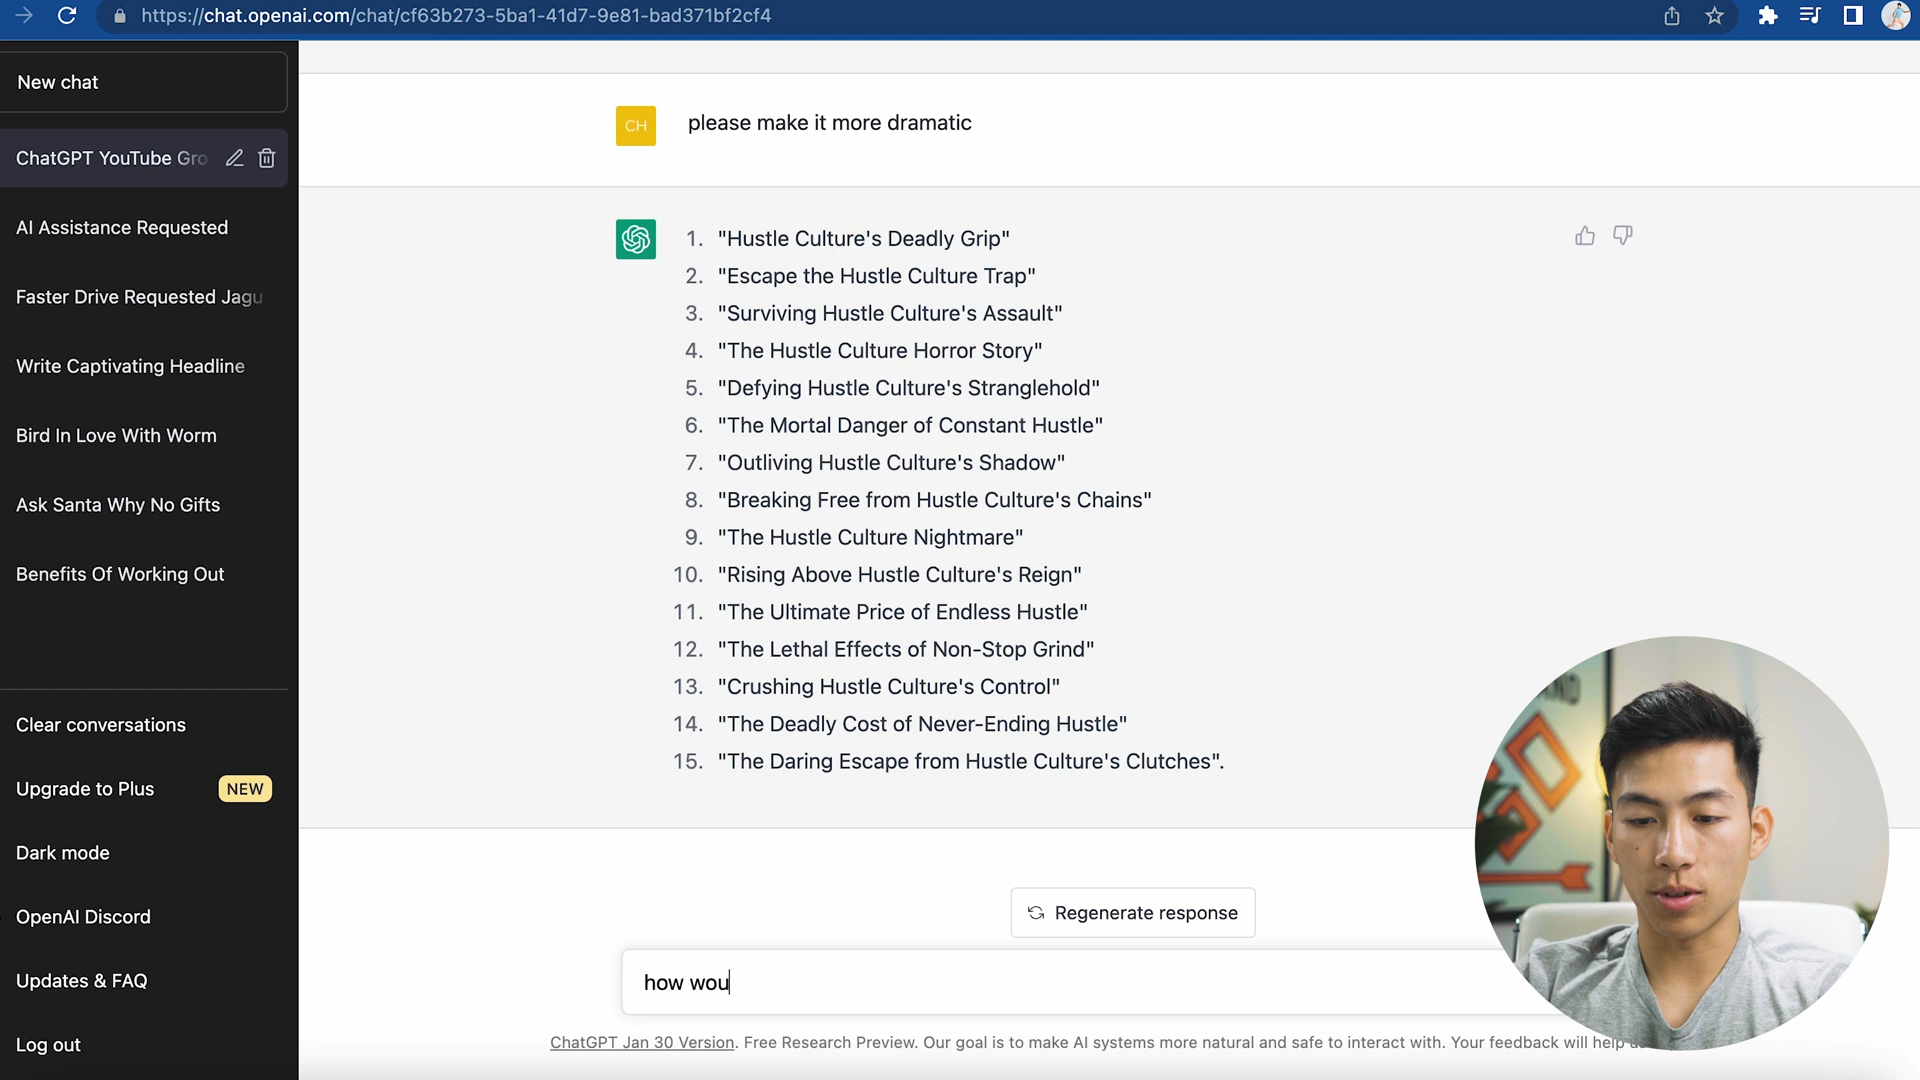 https://chat.openai.com/chat/cf63b273-5ba1-41d7-9e81-bad371bf2cf4
New chat
ChatGPT YouTube Gro
AI Assistance Requested
Faster Drive Requested Jagu
Write Captivating Headline
Bird In Love With Worm
Ask Santa Why No Gifts
Benefits Of Working Out
Clear conversations
Upgrade to Plus NEW
Dark mode
OpenAI Discord
Updates & FAQ
Log out
CH please make it more dramatic
1. "Hustle Culture's Deadly Grip"
2. "Escape the Hustle Culture Trap"
3. "Surviving Hustle Culture's Assault"
4. "The Hustle Culture Horror Story"
5. "Defying Hustle Culture's Stranglehold"
6. "The Mortal Danger of Constant Hustle"
7. "Outliving Hustle Culture's Shadow"
8. "Breaking Free from Hustle Culture's Chains"
9. "The Hustle Culture Nightmare"
10. "Rising Above Hustle Culture's Reign"
11. "The Ultimate Price of Endless Hustle"
12. "The Lethal Effects of Non-Stop Grind"
13. "Crushing Hustle Culture's Control"
14. "The Deadly Cost of Never-Ending Hustle"
15. "The Daring Escape from Hustle Culture's Clutches".
Regenerate response
how wou
ChatGPT Jan 30 Version. Free Research Preview. Our goal is to make AI systems more natural and safe to interact with. Your feedback will help